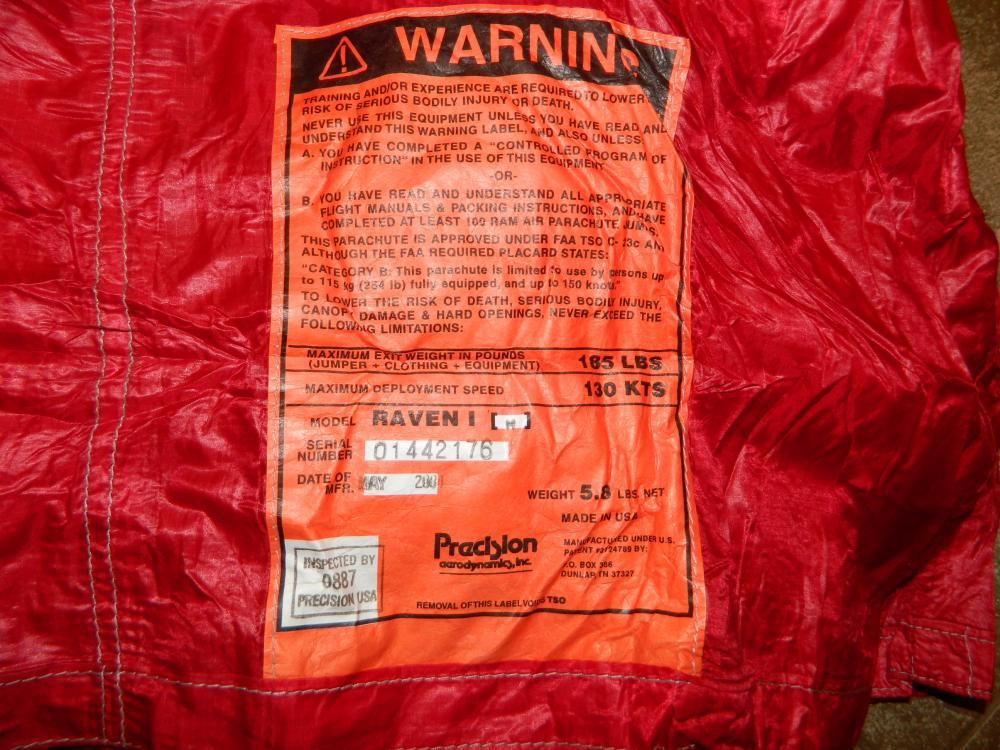 WARNING
TRAINING AND/OR EXPERIENCE ARE REQUIRED TO LOWER
RISK OF SERIOUS BODILY INJURY OR DEATH.
NEVER USE THIS EQUIPMENT UNLESS YOU HAVE READ AND
UNDERSTAND THIS WARNING LABEL, AND ALSO UNLESS:
A. YOU HAVE COMPLETED A "CONTROLLED PROGRAM OF
INSTRUCTION" IN THE USE OF THIS EQUIPMENT
-OR-
B. YOU HAVE READ AND UNDERSTAND ALL APPROPRIATE
FLIGHT MANUALS & PACKING INSTRUCTIONS, AND HAVE
COMPLETED AT LEAST 100 RAM AIR PARACHUTE JUMPS.
THIS PARACHUTE IS APPROVED UNDER FAA TSO C-23c AN
ALTHOUGH THE FAA REQUIRED PLACARD STATES:
"CATEGORY B: This parachute is limited to use by persons up
to 115 kg (254 lb) fully equipped, and up to 150 knots."
TO LOWER THE RISK OF DEATH, SERIOUS BODILY INJURY,
CANOPY DAMAGE & HARD OPENINGS, NEVER EXCEED THE
FOLLOWING LIMITATIONS:
MAXIMUM EXIT WEIGHT IN POUNDS
(JUMPER + CLOTHING + EQUIPMENT) 185 LBS
MAXIMUM DEPLOYMENT SPEED 130 KTS
MODEL RAVEN I [M]
SERIAL
NUMBER 01442176
DATE OF
MFR. MAY 200
WEIGHT 5.8 LBS. NET
MADE IN USA
Precision
aerodynamics, Inc.
MANUFACTURED UNDER U.S.
PATENT BY:
P.O. BOX 386
DUNLAP, TN 37327
INSPECTED BY
0887
PRECISION USA
REMOVAL OF THIS LABEL VOIDS TSO